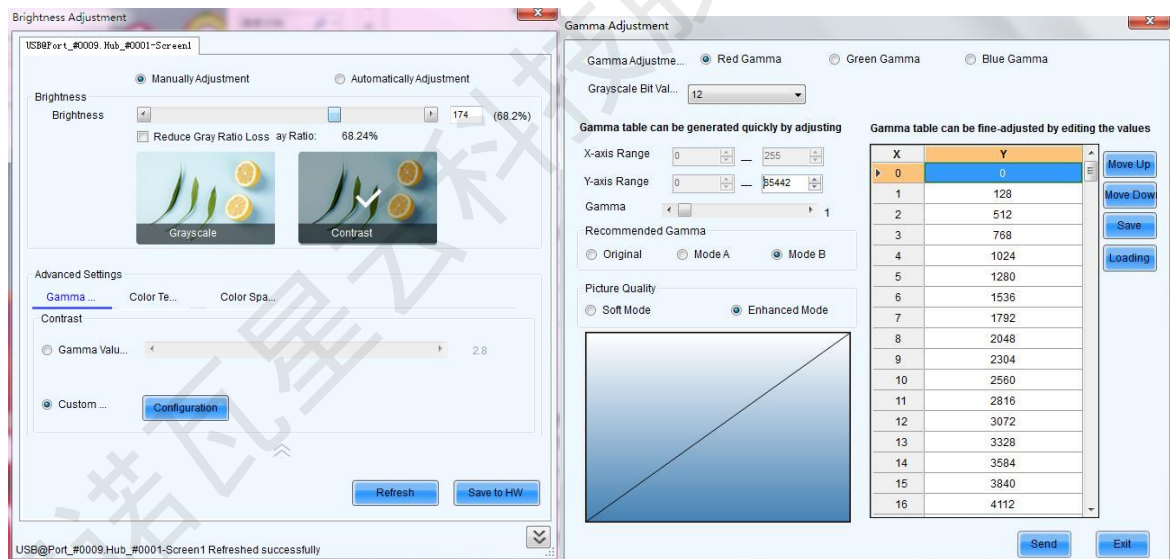 Brightness Adjustment
USB@Port_#0009.Hub_#0001-Screen1
Manually Adjustment
Automatically Adjustment
Brightness
Brightness
174
(68.2%)
Reduce Gray Ratio Loss
ay Ratio:
68.24%
Grayscale
Contrast
Advanced Settings
Gamma ...
Color Te...
Color Spa...
Contrast
Gamma Valu...
2.8
Custom ...
Configuration
Refresh
Save to HW
USB@Port_#0009.Hub_#0001-Screen1 Refreshed successfully
Gamma Adjustment
Gamma Adjustme...
Red Gamma
Green Gamma
Blue Gamma
Grayscale Bit Val...
12
Gamma table can be generated quickly by adjusting
X-axis Range
0
—
255
Y-axis Range
0
—
35442
Gamma
1
Recommended Gamma
Original
Mode A
Mode B
Picture Quality
Soft Mode
Enhanced Mode
Gamma table can be fine-adjusted by editing the values
X Y
0 0
1 128
2 512
3 768
4 1024
5 1280
6 1536
7 1792
8 2048
9 2304
10 2560
11 2816
12 3072
13 3328
14 3584
15 3840
16 4112
Move Up
Move Dow
Save
Loading
Send
Exit
诺瓦星云科技